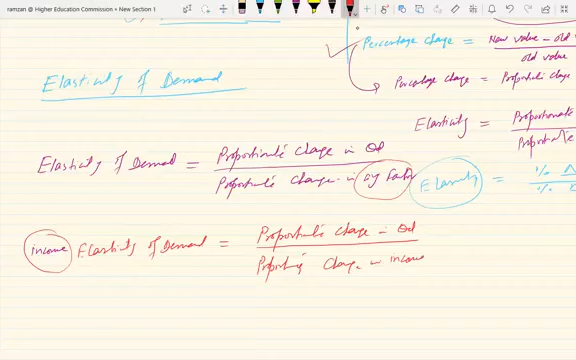 ramzan @ Higher Education Commission » New Section 1
Percentage change = New value - old
old value
Percentage change = Proportionate change
Elasticity of Demand
Elasticity = Proportionate
Proportionate
Elasticity of Demand = Proportionate Change in Qd
Proportionate Change in any factor
Elasticity = % Δ
% Δ
income Elasticity of Demand = Proportionate Change in Qd
Change in income